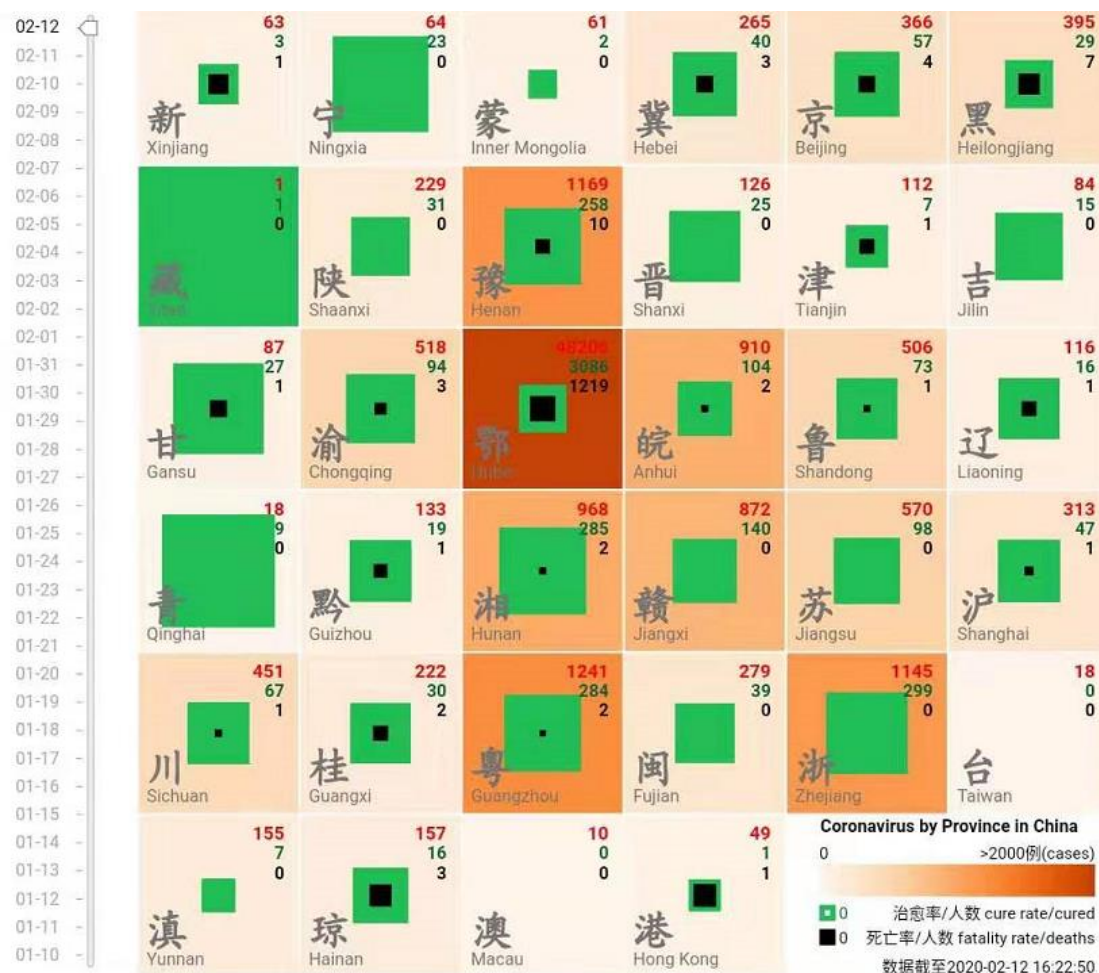 02-12
02-11
02-10
02-09
02-08
02-07
02-06
02-05
02-04
02-03
02-02
02-01
01-31
01-30
01-29
01-28
01-27
01-26
01-25
01-24
01-23
01-22
01-21
01-20
01-19
01-18
01-17
01-16
01-15
01-14
01-13
01-12
01-11
01-10
63
3
1
新
Xinjiang
64
23
0
宁
Ningxia
61
2
0
蒙
Inner Mongolia
265
40
3
冀
Hebei
366
57
4
京
Beijing
395
29
7
黑
Heilongjiang
1
1
0
藏
Tibet
229
31
0
陕
Shaanxi
1169
258
10
豫
Henan
126
25
0
晋
Shanxi
112
7
1
津
Tianjin
84
15
0
吉
Jilin
87
27
1
甘
Gansu
518
94
3
渝
Chongqing
48206
3086
1219
鄂
Hubei
910
104
2
皖
Anhui
506
73
1
鲁
Shandong
116
16
1
辽
Liaoning
18
9
0
青
Qinghai
133
19
1
黔
Guizhou
968
285
2
湘
Hunan
872
140
0
赣
Jiangxi
570
98
0
苏
Jiangsu
313
47
1
沪
Shanghai
451
67
1
川
Sichuan
222
30
2
桂
Guangxi
1241
284
2
粤
Guangzhou
279
39
0
闽
Fujian
1145
299
0
浙
Zhejiang
18
0
0
台
Taiwan
155
7
0
滇
Yunnan
157
16
3
琼
Hainan
10
0
0
澳
Macau
49
1
1
港
Hong Kong
Coronavirus by Province in China
0 >2000例(cases)
0 治愈率/人数 cure rate/cured
0 死亡率/人数 fatality rate/deaths
数据截至2020-02-12 16:22:50